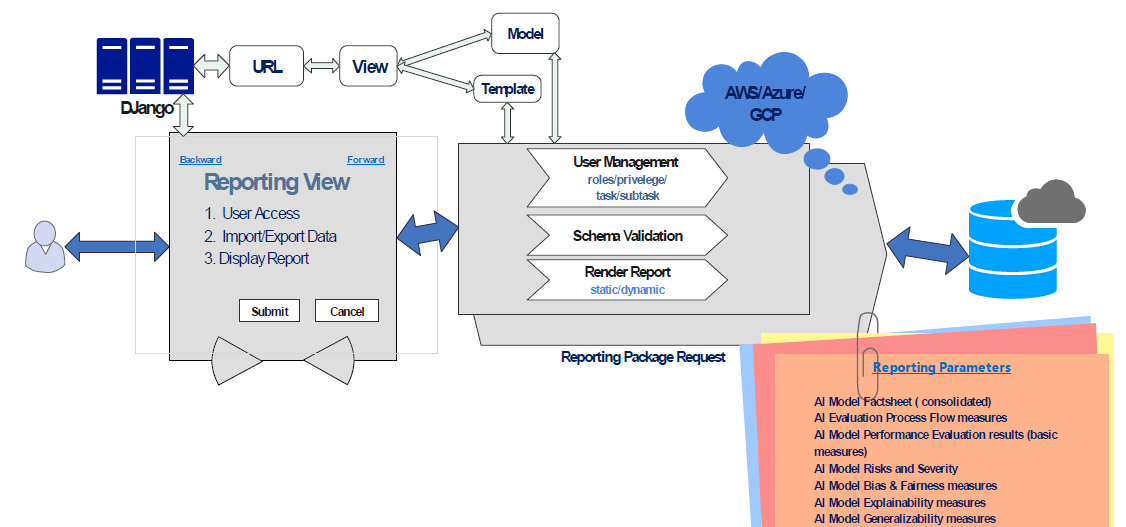 Model
URL
View
Template
DJango
AWS/Azure/
GCP
Backward
Forward
Reporting View
1. User Access
2. Import/Export Data
3. Display Report
Submit
Cancel
User Management
roles/privelege/
task/subtask
Schema Validation
Render Report
static/dynamic
Reporting Package Request
Reporting Parameters
AI Model Factsheet ( consolidated)
AI Evaluation Process Flow measures
AI Model Performance Evaluation results (basic
measures)
AI Model Risks and Severity
AI Model Bias & Fairness measures
AI Model Explainability measures
AI Model Generalizability measures